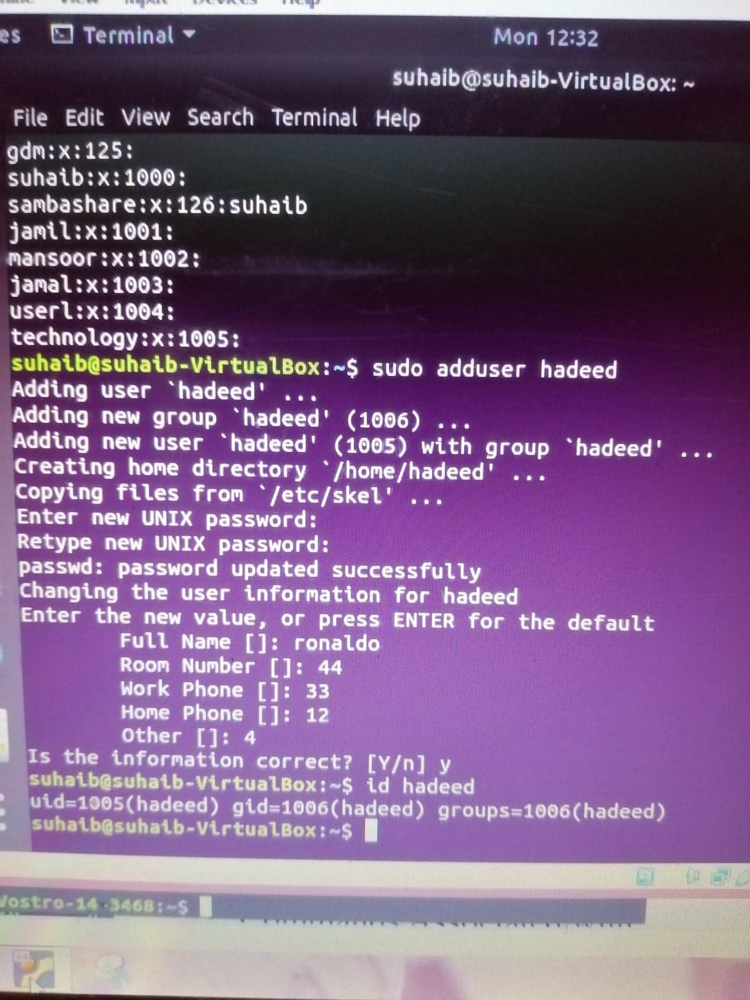 Terminal
Mon 12:32
suhaib@suhaib-VirtualBox: ~
File Edit View Search Terminal Help
gdm:x:125:
suhaib:x:1000:
sambashare:x:126:suhaib
jamil:x:1001:
mansoor:x:1002:
jamal:x:1003:
userl:x:1004:
technology:x:1005:
suhaib@suhaib-VirtualBox:~$ sudo adduser hadeed
Adding user `hadeed' ...
Adding new group `hadeed' (1006) ...
Adding new user `hadeed' (1005) with group `hadeed' ...
Creating home directory `/home/hadeed' ...
Copying files from `/etc/skel' ...
Enter new UNIX password:
Retype new UNIX password:
passwd: password updated successfully
Changing the user information for hadeed
Enter the new value, or press ENTER for the default
Full Name []: ronaldo
Room Number []: 44
Work Phone []: 33
Home Phone []: 12
Other []: 4
Is the information correct? [Y/n] y
suhaib@suhaib-VirtualBox:~$ id hadeed
uid=1005(hadeed) gid=1006(hadeed) groups=1006(hadeed)
suhaib@suhaib-VirtualBox:~$
Vostro-14-3468:~$